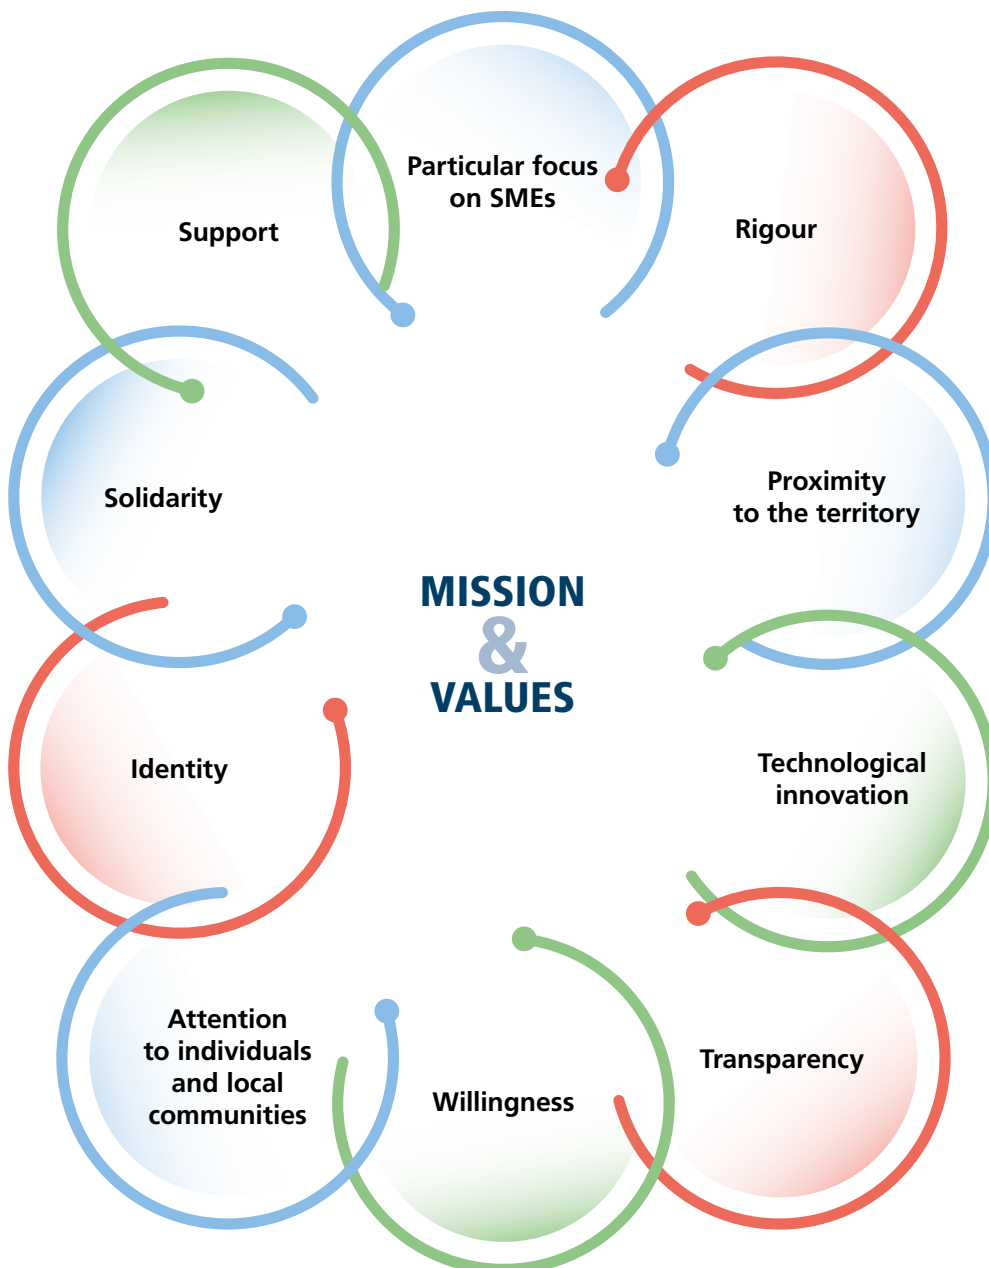 Particular focus
on SMEs
Support
Rigour
Solidarity
Proximity
to the territory
MISSION
&
VALUES
Identity
Technological
innovation
Attention
to individuals
and local
communities
Transparency
Willingness